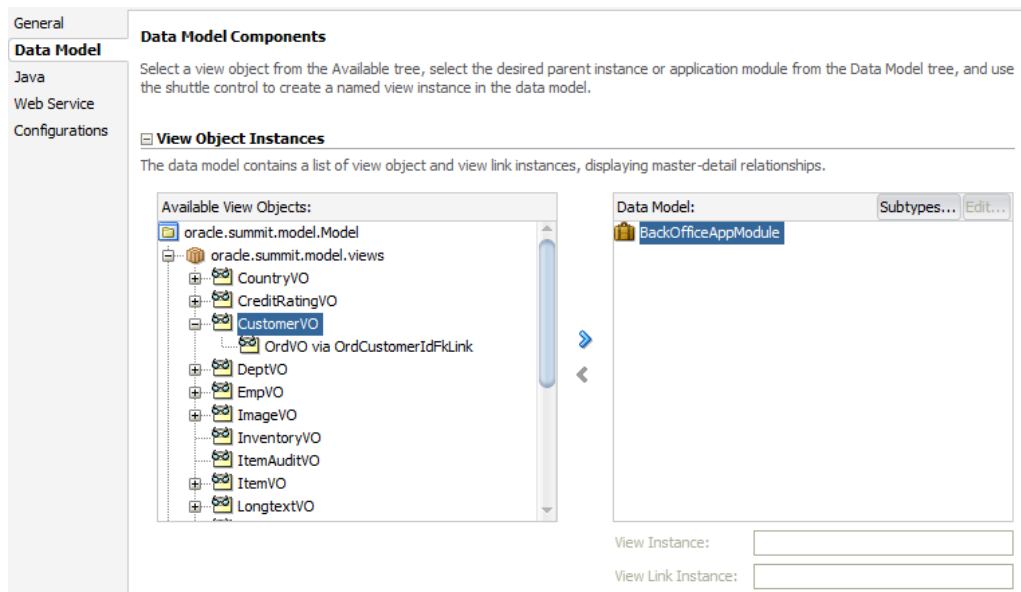 General
Data Model
Java
Web Service
Configurations
Data Model Components
Select a view object from the Available tree, select the desired parent instance or application module from the Data Model tree, and use
the shuttle control to create a named view instance in the data model.
View Object Instances
The data model contains a list of view object and view link instances, displaying master-detail relationships.
Available View Objects:
oracle.summit.model.Model
oracle.summit.model.views
CountryVO
CreditRatingVO
CustomerVO
OrdVO via OrdCustomerIdFkLink
DeptVO
EmpVO
ImageVO
InventoryVO
ItemAuditVO
ItemVO
LongtextVO
Data Model: Subtypes... Edit...
BackOfficeAppModule
View Instance:
View Link Instance: